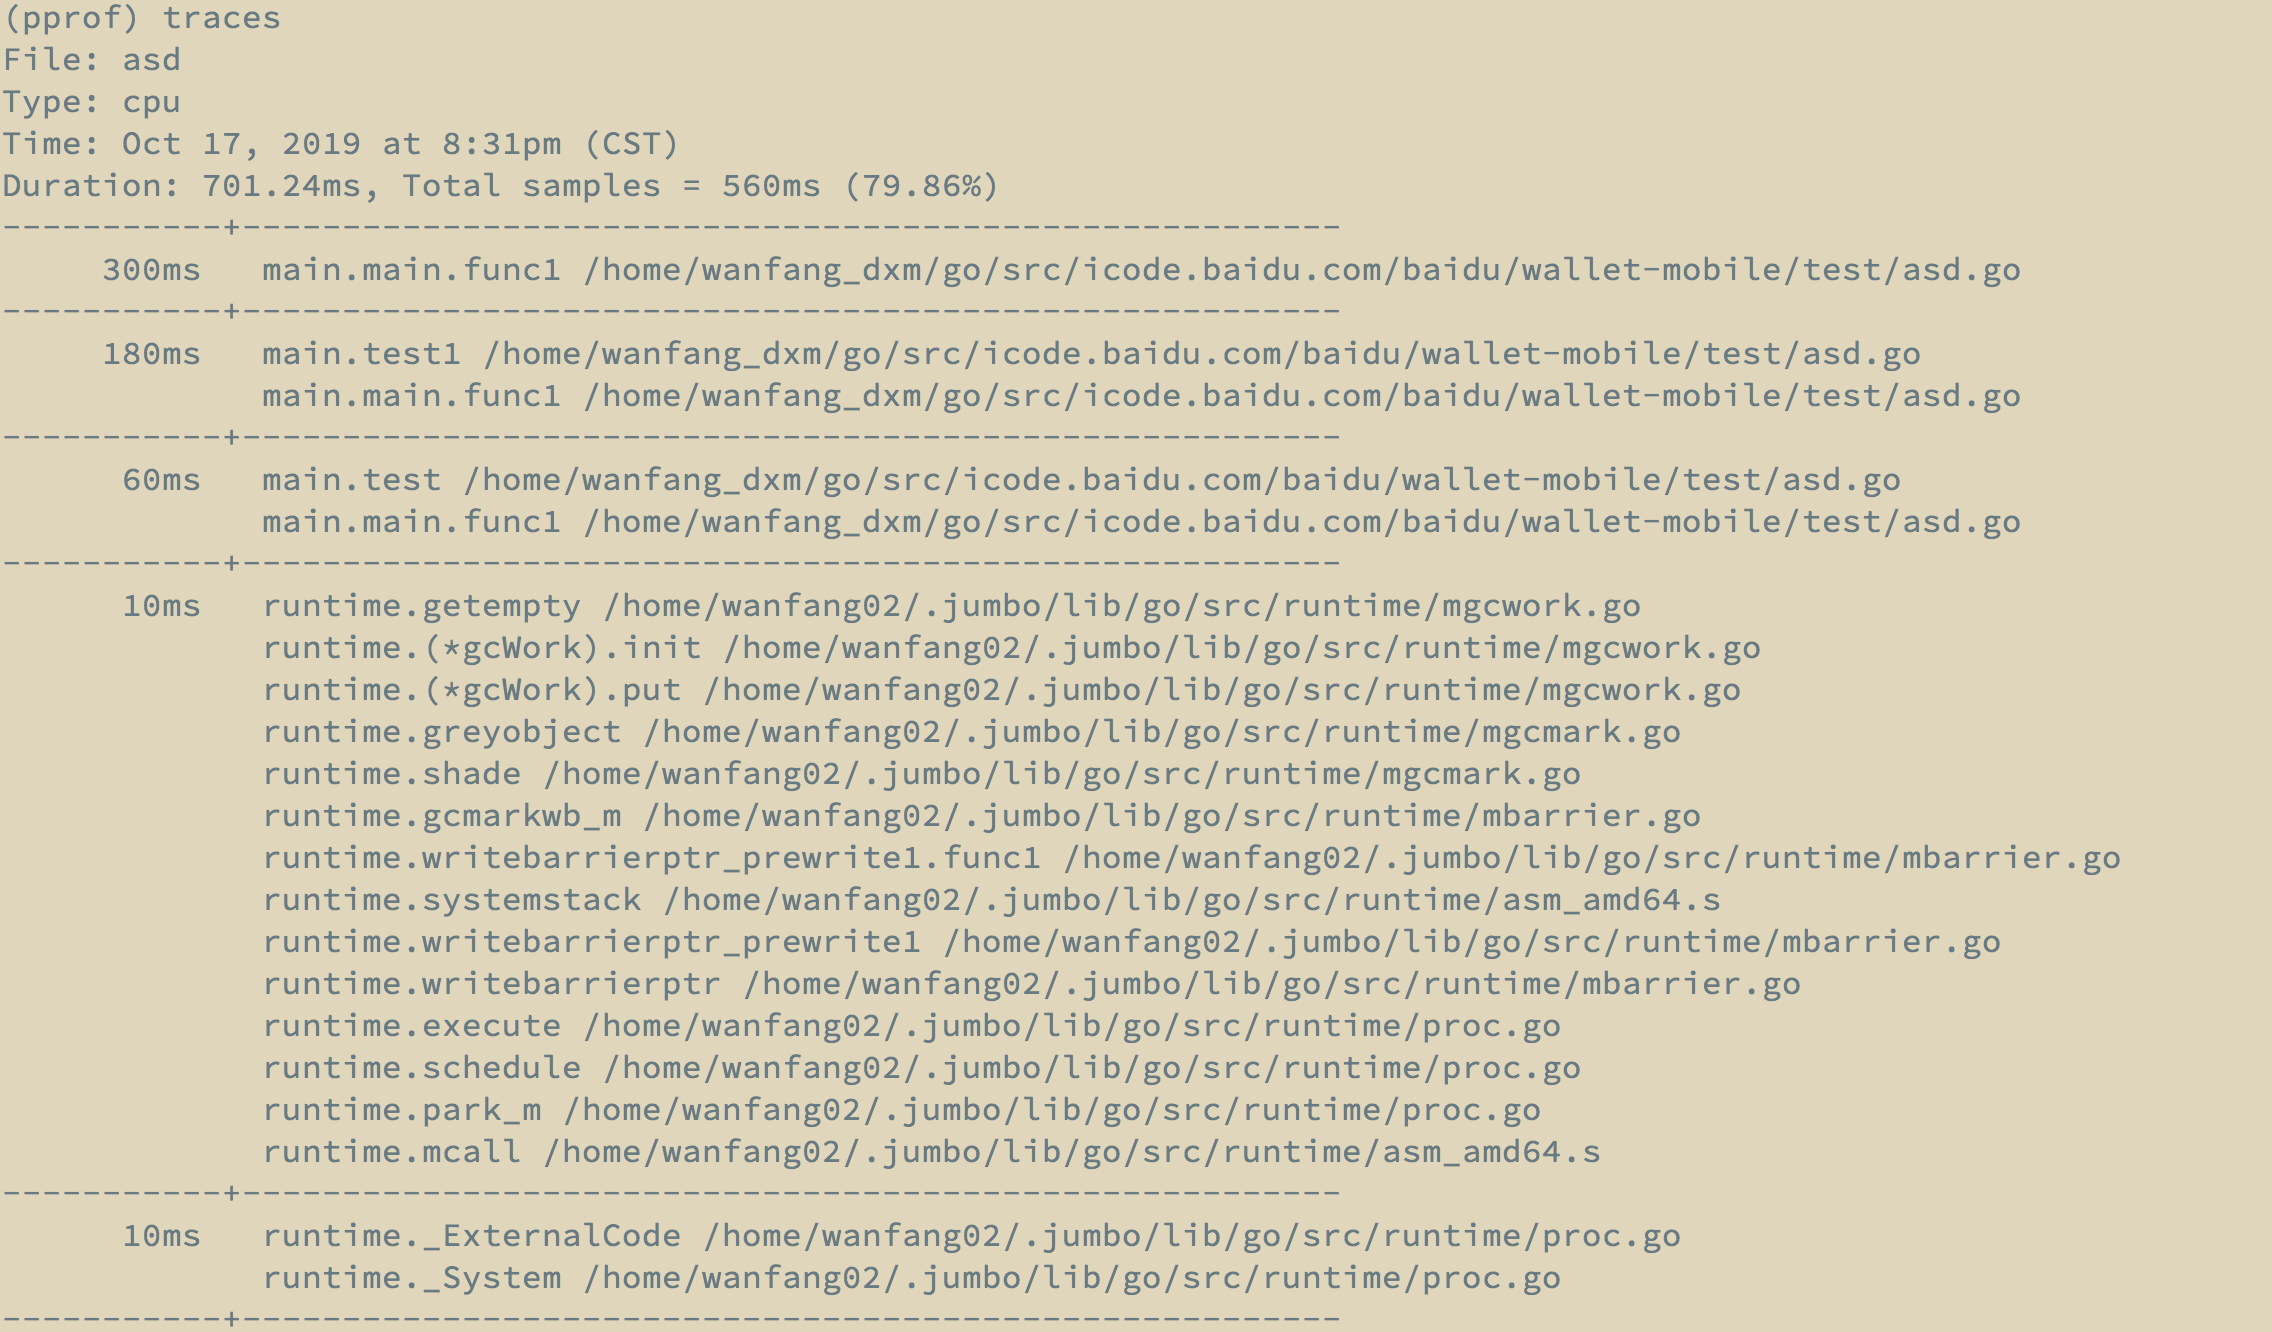 (pprof) traces
File: asd
Type: cpu
Time: Oct 17, 2019 at 8:31pm (CST)
Duration: 701.24ms, Total samples = 560ms (79.86%)
-----------+-------------------------------------------------------
300ms   main.main.func1 /home/wanfang_dxm/go/src/icode.baidu.com/baidu/wallet-mobile/test/asd.go
-----------+-------------------------------------------------------
180ms   main.test1 /home/wanfang_dxm/go/src/icode.baidu.com/baidu/wallet-mobile/test/asd.go
main.main.func1 /home/wanfang_dxm/go/src/icode.baidu.com/baidu/wallet-mobile/test/asd.go
-----------+-------------------------------------------------------
60ms   main.test /home/wanfang_dxm/go/src/icode.baidu.com/baidu/wallet-mobile/test/asd.go
main.main.func1 /home/wanfang_dxm/go/src/icode.baidu.com/baidu/wallet-mobile/test/asd.go
-----------+-------------------------------------------------------
10ms   runtime.getempty /home/wanfang02/.jumbo/lib/go/src/runtime/mgcwork.go
runtime.(*gcWork).init /home/wanfang02/.jumbo/lib/go/src/runtime/mgcwork.go
runtime.(*gcWork).put /home/wanfang02/.jumbo/lib/go/src/runtime/mgcwork.go
runtime.greyobject /home/wanfang02/.jumbo/lib/go/src/runtime/mgcmark.go
runtime.shade /home/wanfang02/.jumbo/lib/go/src/runtime/mgcmark.go
runtime.gcmarkwb_m /home/wanfang02/.jumbo/lib/go/src/runtime/mbarrier.go
runtime.writebarrierptr_prewrite1.func1 /home/wanfang02/.jumbo/lib/go/src/runtime/mbarrier.go
runtime.systemstack /home/wanfang02/.jumbo/lib/go/src/runtime/asm_amd64.s
runtime.writebarrierptr_prewrite1 /home/wanfang02/.jumbo/lib/go/src/runtime/mbarrier.go
runtime.writebarrierptr /home/wanfang02/.jumbo/lib/go/src/runtime/mbarrier.go
runtime.execute /home/wanfang02/.jumbo/lib/go/src/runtime/proc.go
runtime.schedule /home/wanfang02/.jumbo/lib/go/src/runtime/proc.go
runtime.park_m /home/wanfang02/.jumbo/lib/go/src/runtime/proc.go
runtime.mcall /home/wanfang02/.jumbo/lib/go/src/runtime/asm_amd64.s
-----------+-------------------------------------------------------
10ms   runtime._ExternalCode /home/wanfang02/.jumbo/lib/go/src/runtime/proc.go
runtime._System /home/wanfang02/.jumbo/lib/go/src/runtime/proc.go
-----------+-------------------------------------------------------